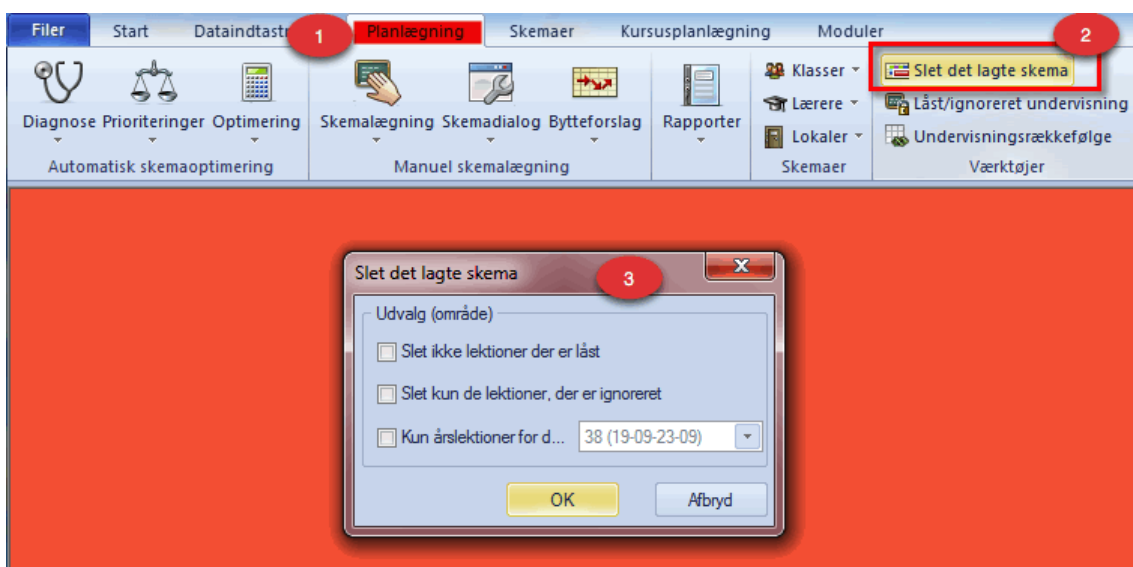 Filer Start Dataindtast 1 Planlægning Skemaer Kursusplanlægning Moduler 2
Diagnose Prioriteringer Optimering
Automatisk skemaoptimering
Skemalægning Skemadialog Bytteforslag
Manuel skemalægning
Rapporter
Klasser
Lærere
Lokaler
Skemaer
Slet det lagte skema
Låst/ignoreret undervisning
Undervisningsrækkefølge
Værktøjer
Slet det lagte skema 3
Udvalg (område)
Slet ikke lektioner der er låst
Slet kun de lektioner, der er ignoreret
Kun årslektioner for d... 38 (19-09-23-09)
OK Afbryd